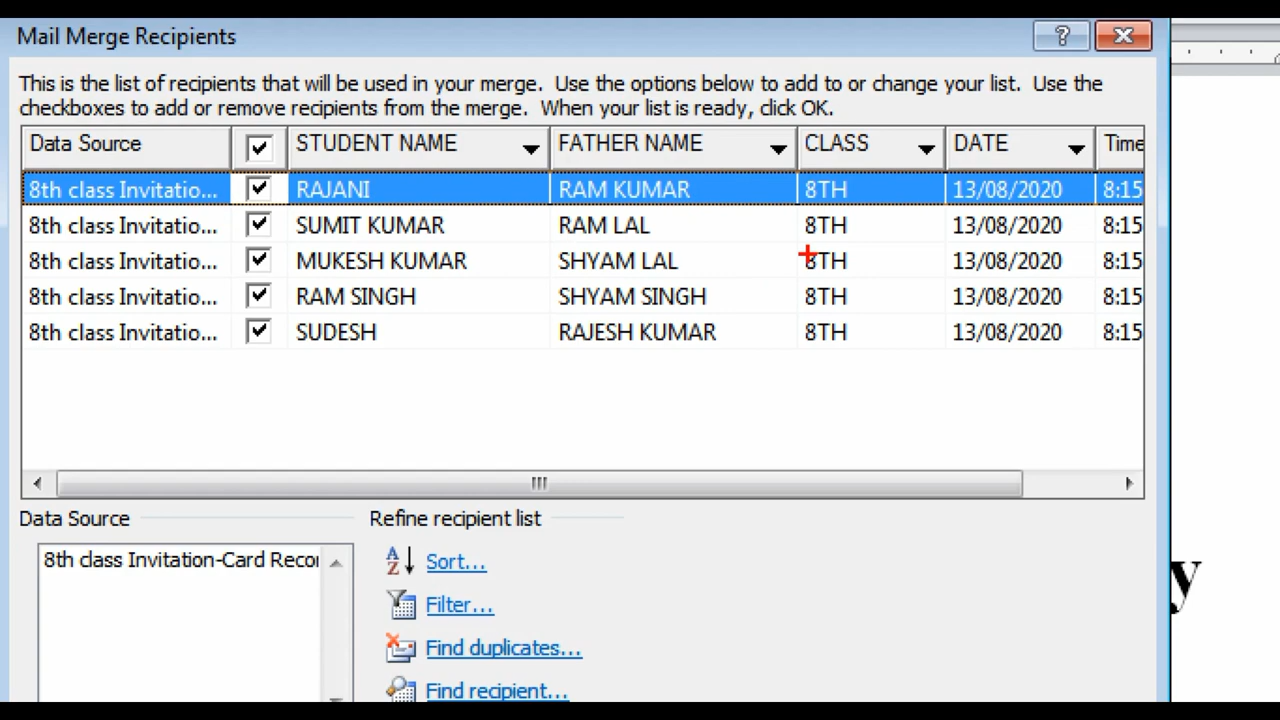 Mail Merge Recipients
This is the list of recipients that will be used in your merge.  Use the options below to add to or change your list.  Use the
checkboxes to add or remove recipients from the merge.  When your list is ready, click OK.
Data Source STUDENT NAME FATHER NAME CLASS DATE Time
8th class Invitatio... RAJANI RAM KUMAR 8TH 13/08/2020 8:15
8th class Invitatio... SUMIT KUMAR RAM LAL 8TH 13/08/2020 8:15
8th class Invitatio... MUKESH KUMAR SHYAM LAL 8TH 13/08/2020 8:15
8th class Invitatio... RAM SINGH SHYAM SINGH 8TH 13/08/2020 8:15
8th class Invitatio... SUDESH RAJESH KUMAR 8TH 13/08/2020 8:15
Data Source Refine recipient list
8th class Invitation-Card Recor
Sort...
Filter...
Find duplicates...
Find recipient...
y